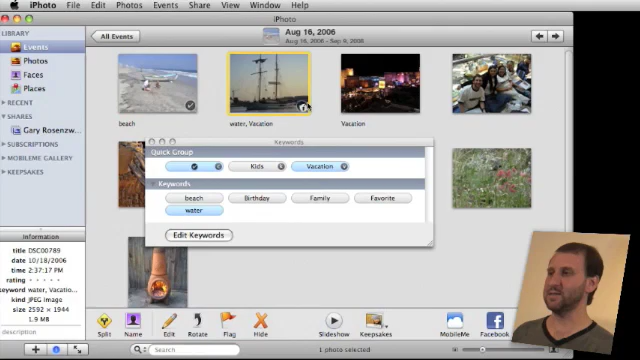 iPhoto File Edit Photos Events Share View Window Help
iPhoto
All Events
Aug 16, 2006
Aug 16, 2006 - Sep 9, 2006
LIBRARY
Events
Photos
Faces
Places
RECENT
SHARES
Gary Rosenzw...
SUBSCRIPTIONS
MOBILEME GALLERY
KEEPSAKES
beach
water, Vacation
Vacation
Keywords
Quick Group
Kids
Vacation
Keywords
beach Birthday Family Favorite
water
Edit Keywords
Information
title DSC00789
date 10/18/2006
time 2:37:17 PM
rating
keyword water, Vacatio...
kind JPEG Image
size 2592 × 1944
1.9 MB
description
Split Name Edit Rotate Flag Hide Slideshow Keepsakes MobileMe Facebook
Search
1 photo selected